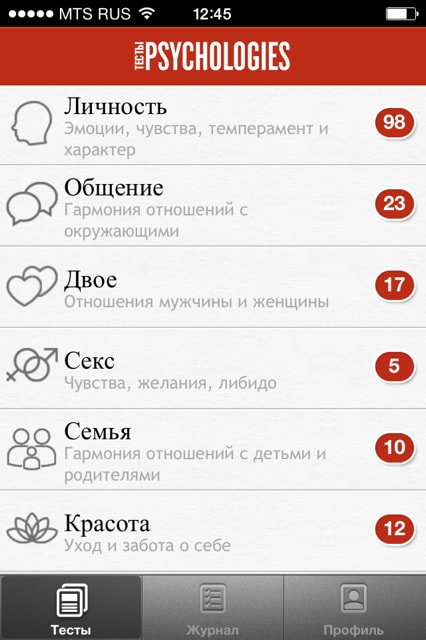 MTS RUS 12:45
ТЕСТЫ PSYCHOLOGIES
Личность
Эмоции, чувства, темперамент и
характер
98
Общение
Гармония отношений с
окружающими
23
Двое
Отношения мужчины и женщины
17
Секс
Чувства, желания, либидо
5
Семья
Гармония отношений с детьми и
родителями
10
Красота
Уход и забота о себе
12
Тесты Журнал Профиль